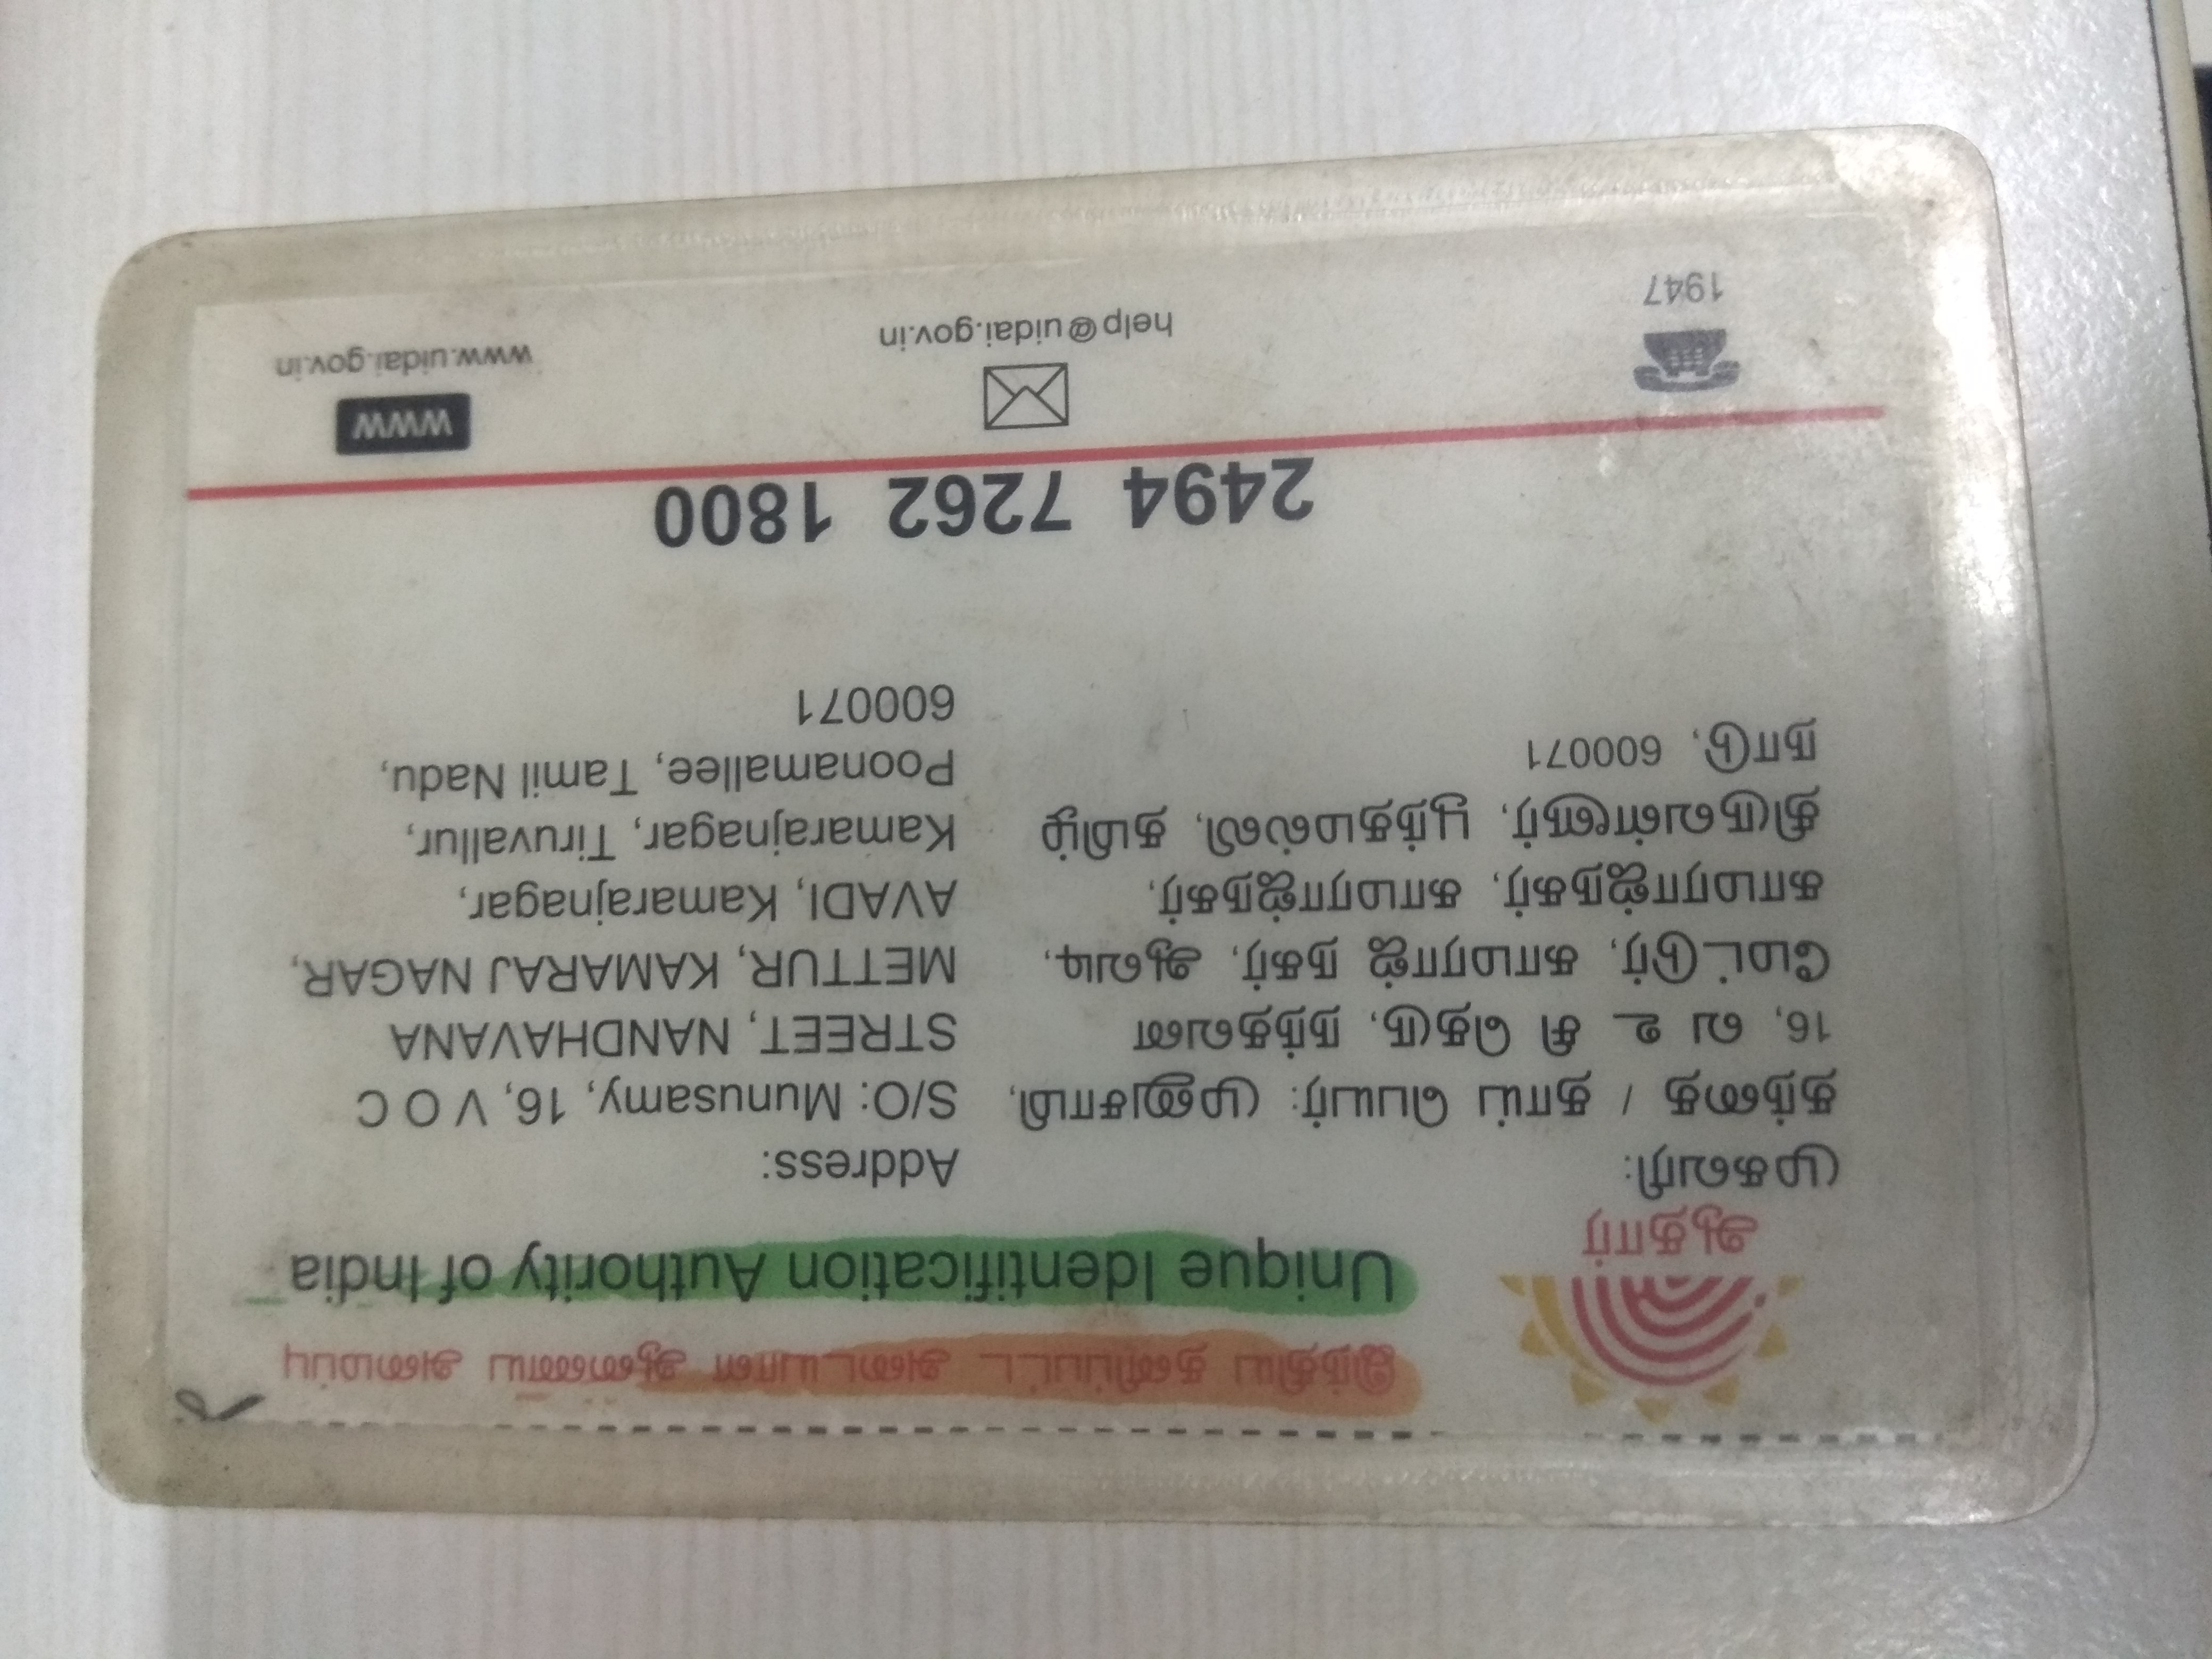 இந்திய தனிப்பட்ட அடையாள ஆணைய அமைப்பு
Unique Identification Authority of India
ஆதார்
முகவரி:
தந்தை / தாய் பெயர்: முனுசாமி,
16, வ உ சி தெரு, நந்தவன
மேட்டுர், காமராஜ் நகர், ஆவடி,
காமராஜ்நகர், காமராஜ்நகர்,
திருவள்ளூர், பூந்தமல்லி, தமிழ்
நாடு, 600071
Address:
S/O: Munusamy, 16, V O C
STREET, NANDHAVANA
METTUR, KAMARAJ NAGAR,
AVADI, Kamarajnagar,
Kamarajnagar, Tiruvallur,
Poonamallee, Tamil Nadu,
600071
2494 7262 1800
1947
help@uidai.gov.in
WWW
www.uidai.gov.in